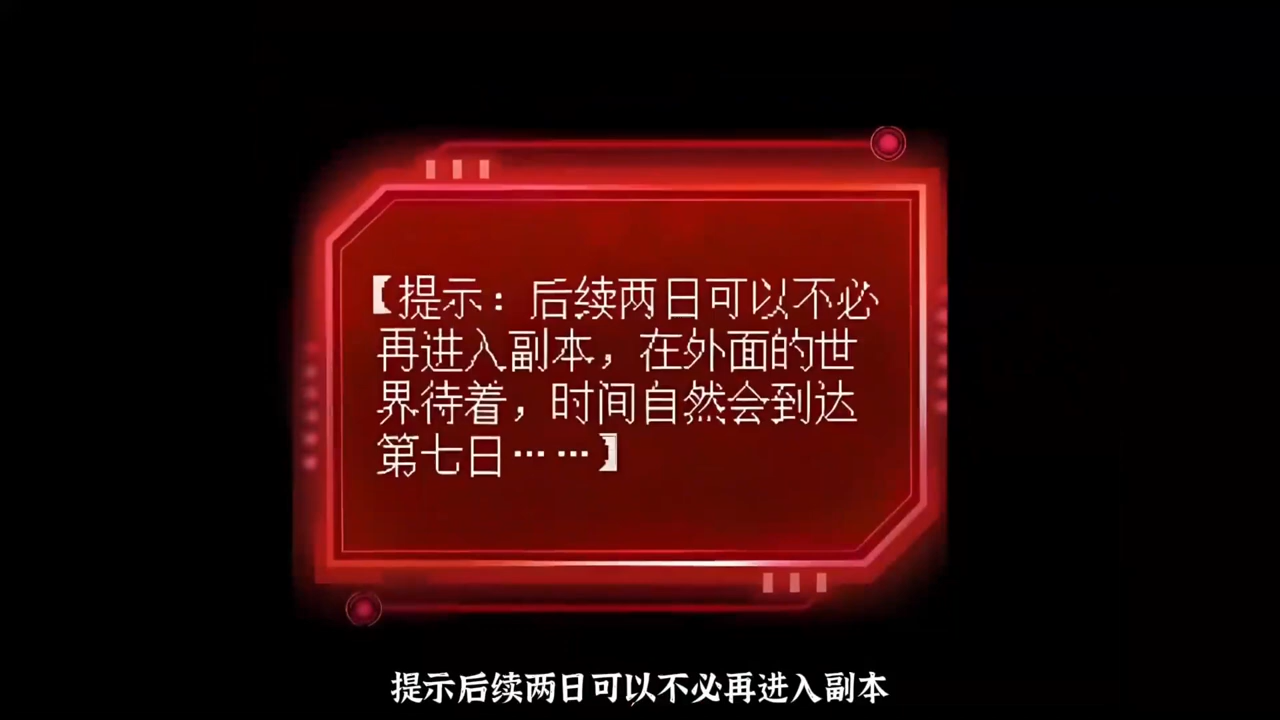 【提示：后续两日可以不必
再进入副本，在外面的世
界待着，时间自然会到达
第七日……】
提示后续两日可以不必再进入副本